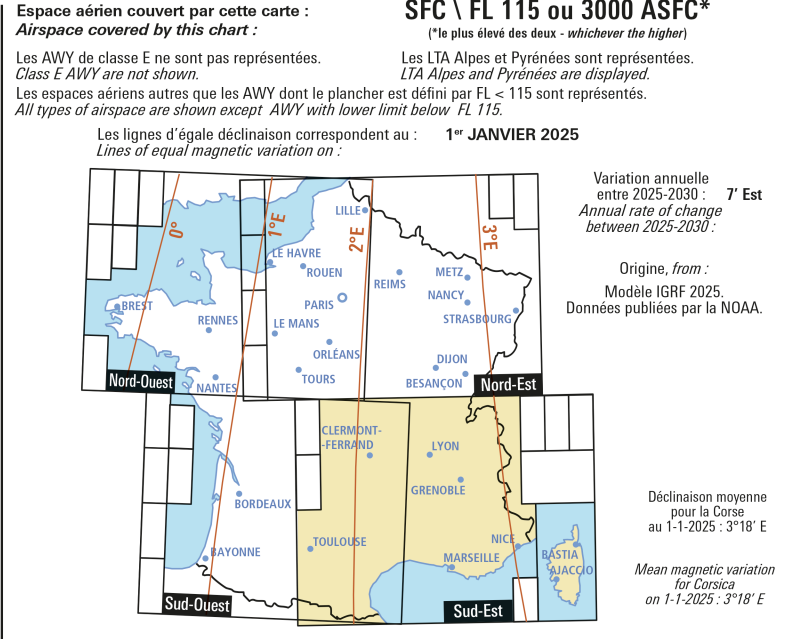 Espace aérien couvert par cette carte :
Airspace covered by this chart :
SFC \ FL 115 ou 3000 ASFC*
(*le plus élevé des deux - whichever the higher)
Les AWY de classe E ne sont pas représentées.
Class E AWY are not shown.
Les LTA Alpes et Pyrénées sont représentées.
LTA Alpes and Pyrénées are displayed.
Les espaces aériens autres que les AWY dont le plancher est défini par FL < 115 sont représentés.
All types of airspace are shown except AWY with lower limit below FL 115.
Les lignes d'égale déclinaison correspondent au : 1er JANVIER 2025
Lines of equal magnetic variation on :
Variation annuelle
entre 2025-2030 : 7' Est
Annual rate of change
between 2025-2030 :
Origine, from :
Modèle IGRF 2025.
Données publiées par la NOAA.
0°
1°E
2°E
3°E
LILLE
LE HAVRE
ROUEN
REIMS
METZ
NANCY
PARIS
STRASBOURG
BREST
RENNES
LE MANS
ORLÉANS
DIJON
TOURS
BESANÇON
NANTES
Nord-Ouest
Nord-Est
CLERMONT-
-FERRAND
LYON
GRENOBLE
BORDEAUX
TOULOUSE
NICE
BAYONNE
MARSEILLE
BASTIA
AJACCIO
Sud-Ouest
Sud-Est
Déclinaison moyenne
pour la Corse
au 1-1-2025 : 3°18' E
Mean magnetic variation
for Corsica
on 1-1-2025 : 3°18' E